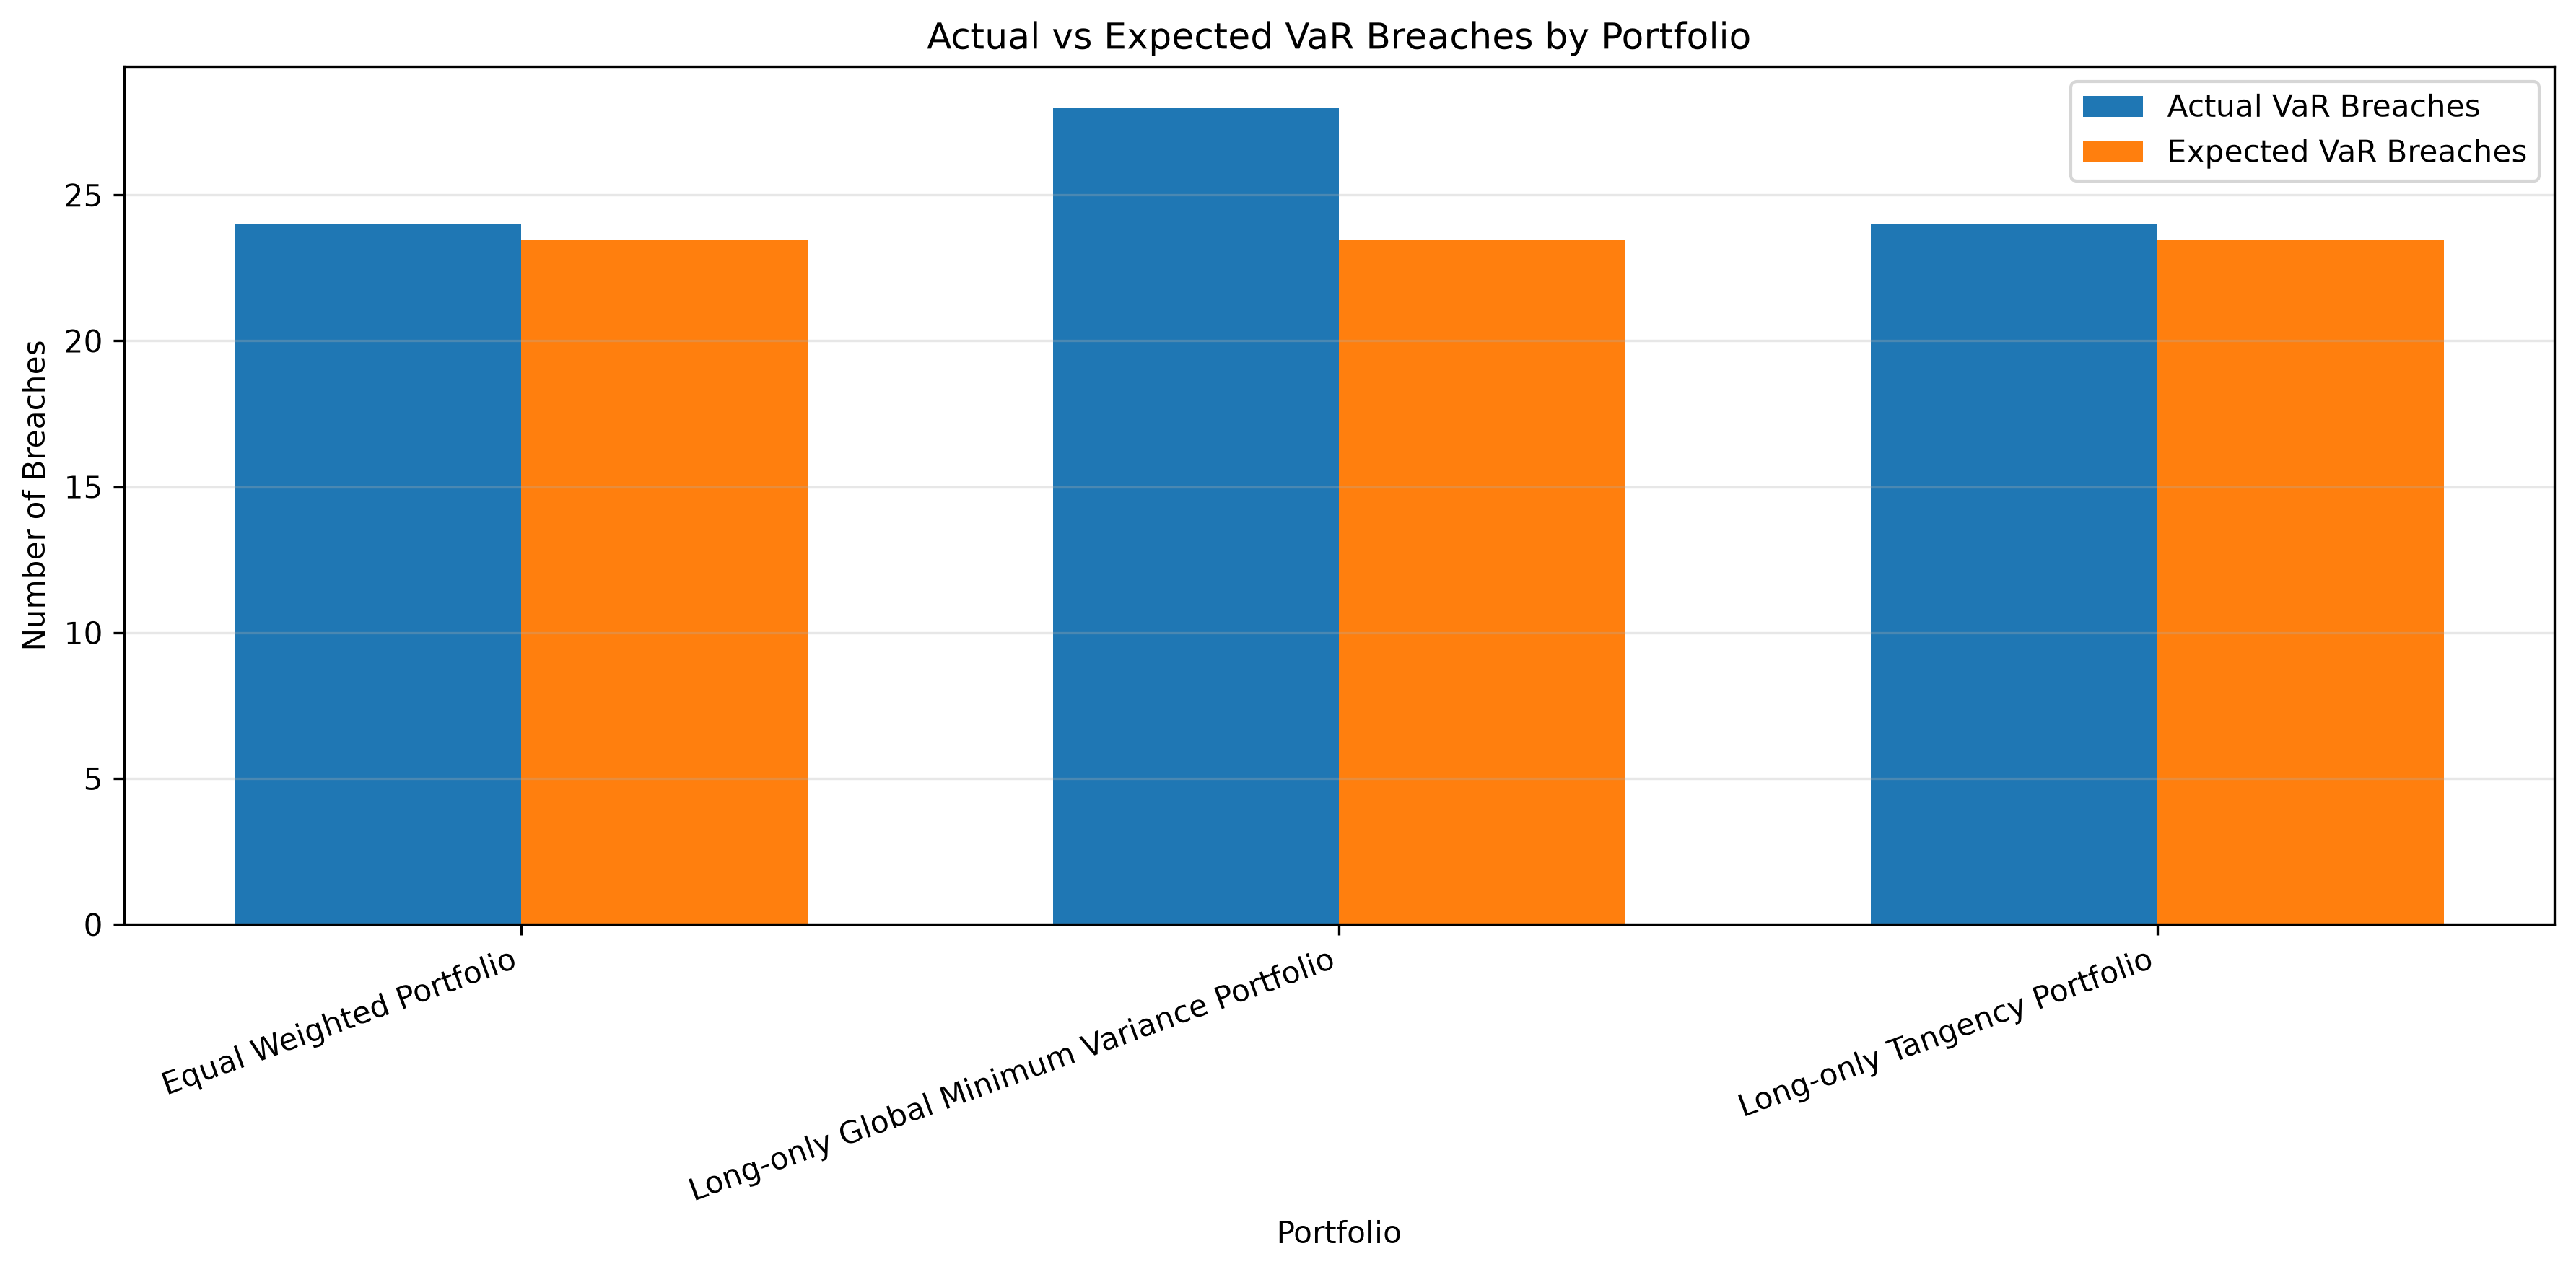 Actual vs Expected VaR Breaches by Portfolio
Actual VaR Breaches
Expected VaR Breaches
Number of Breaches
25
20
15
10
5
0
Equal Weighted Portfolio
Long-only Global Minimum Variance Portfolio
Long-only Tangency Portfolio
Portfolio